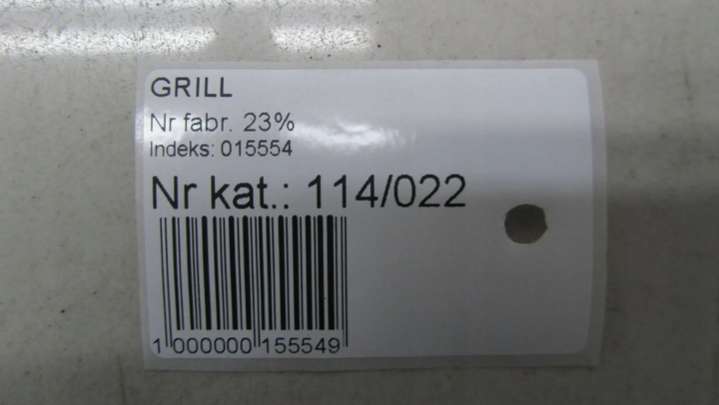 GRILL
Nr fabr. 23%
Indeks: 015554
Nr kat.: 114/022
1 000000 155549